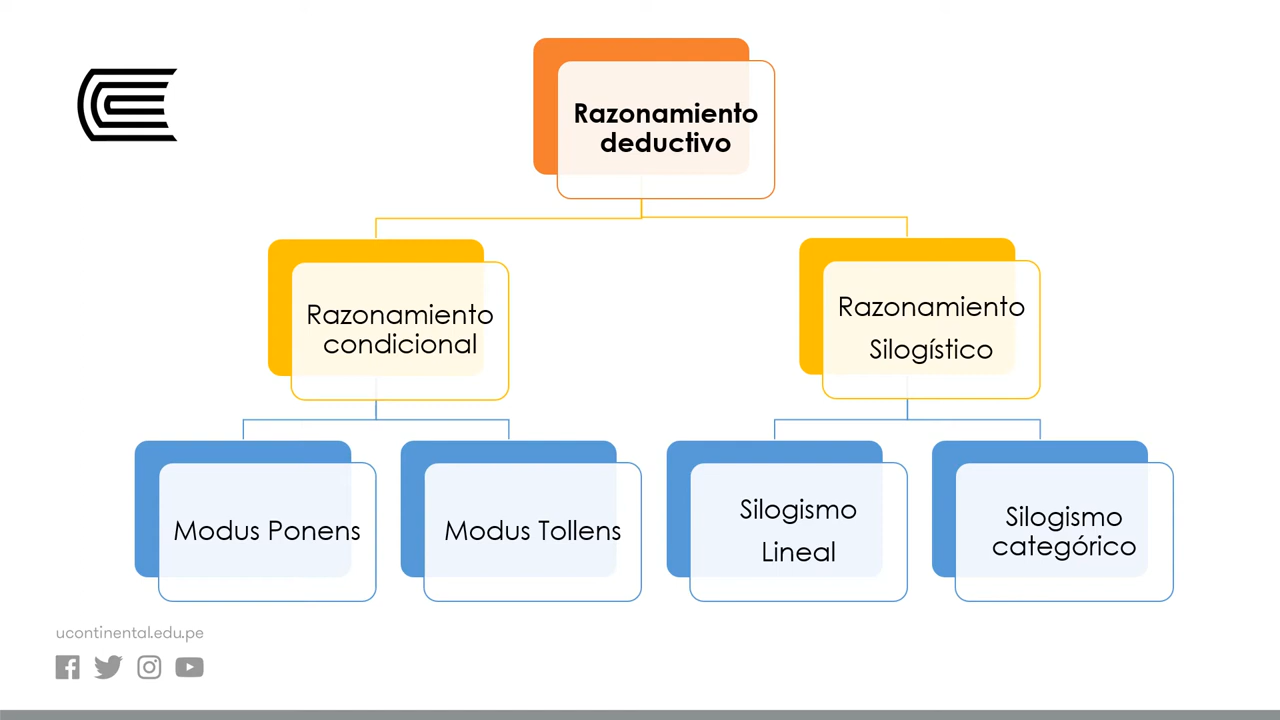 Razonamiento
deductivo
Razonamiento
condicional
Razonamiento
Silogístico
Modus Ponens
Modus Tollens
Silogismo
Lineal
Silogismo
categórico
ucontinental.edu.pe